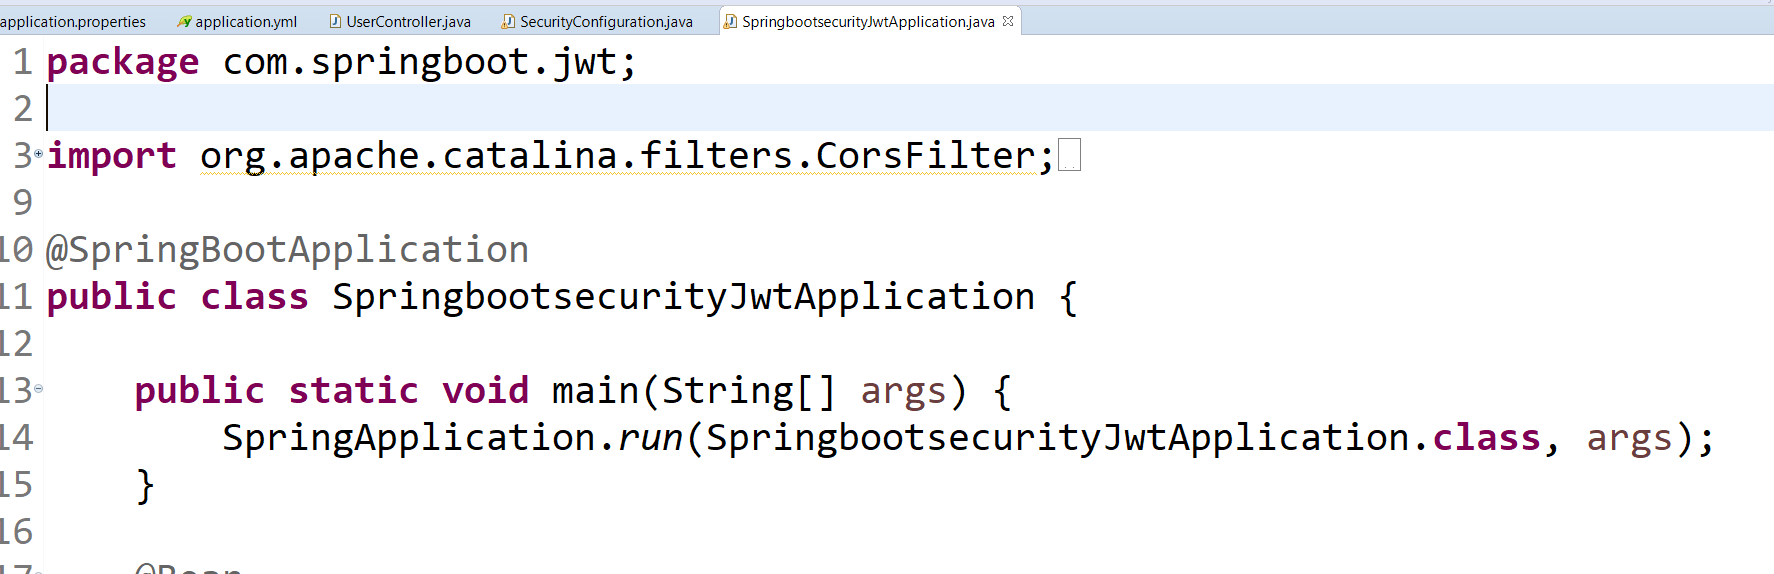 application.properties application.yml UserController.java SecurityConfiguration.java SpringbootsecurityJwtApplication.java
1 package com.springboot.jwt;
2
3 import org.apache.catalina.filters.CorsFilter;
9
10 @SpringBootApplication
11 public class SpringbootsecurityJwtApplication {
12
13 public static void main(String[] args) {
14 SpringApplication.run(SpringbootsecurityJwtApplication.class, args);
15 }
16
17 @Bean